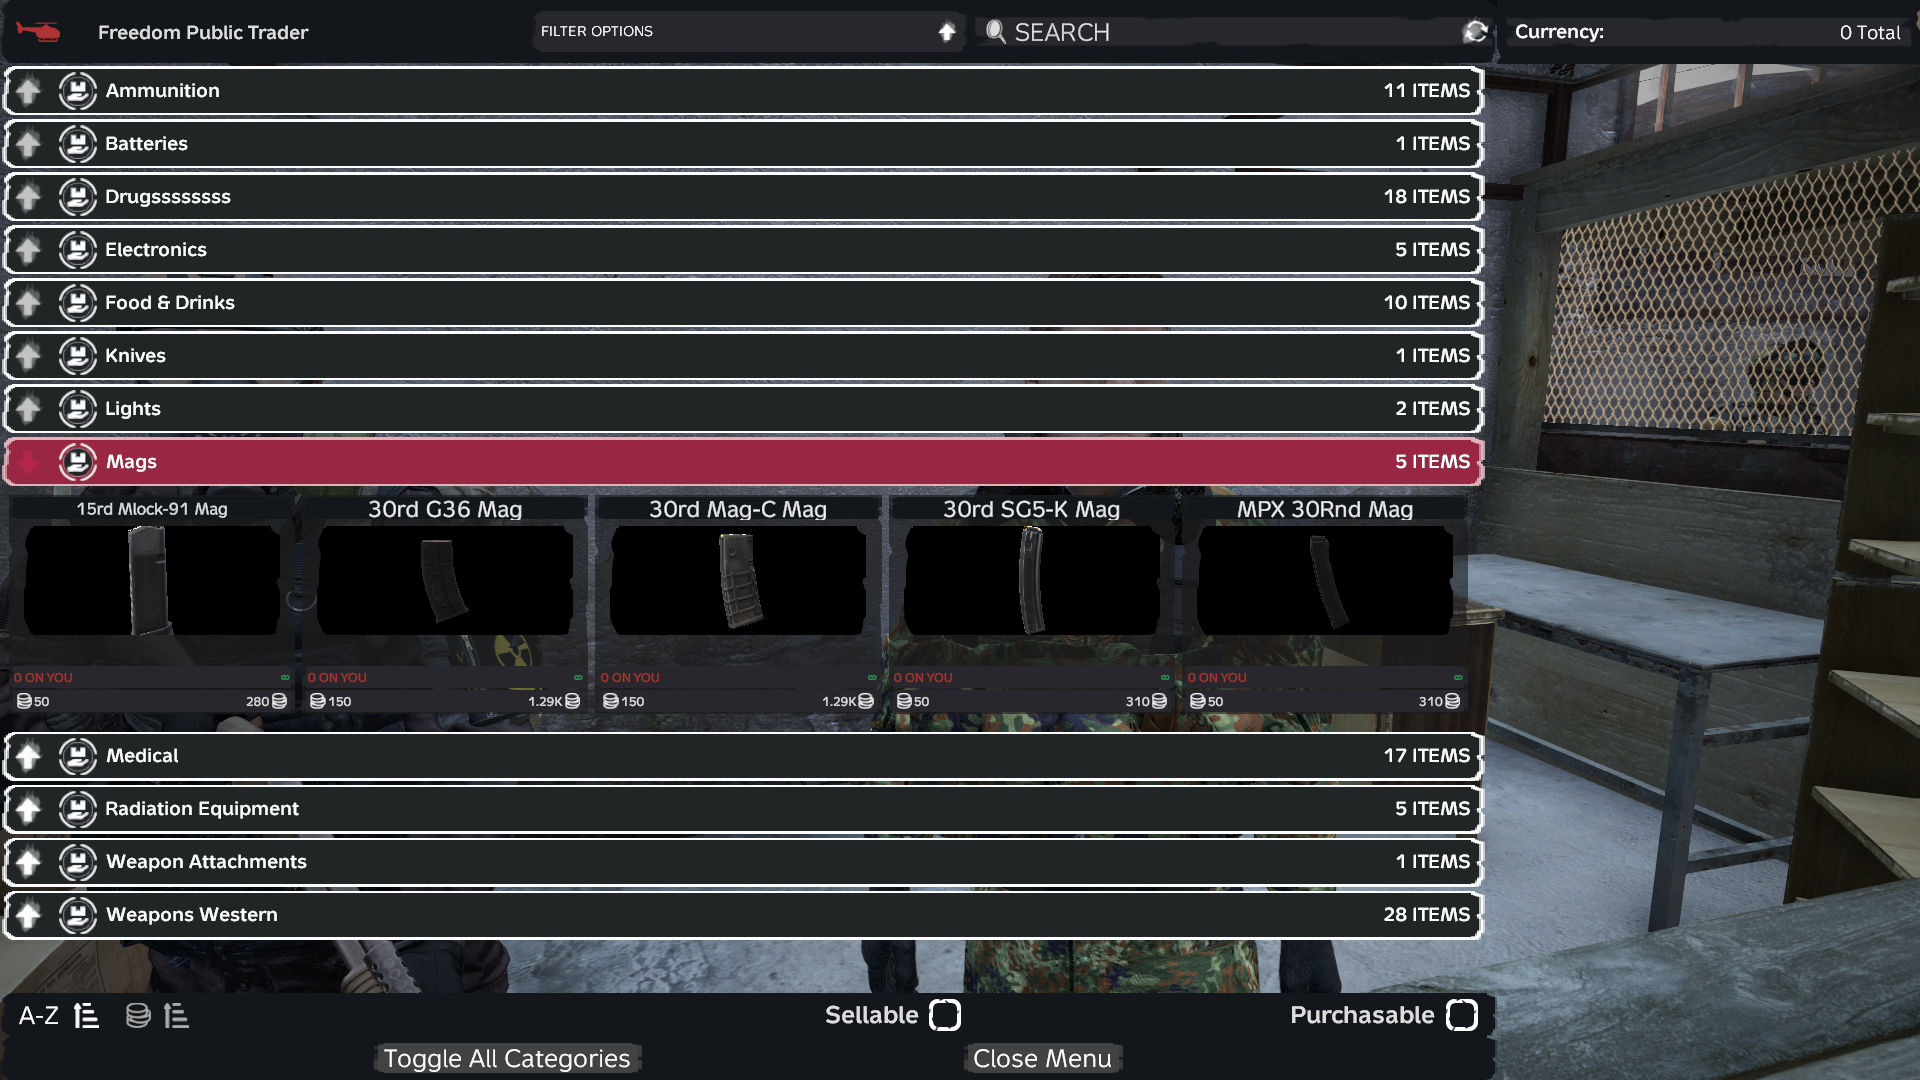 Freedom Public Trader
FILTER OPTIONS
SEARCH
Currency:
0 Total
Ammunition
11 ITEMS
Batteries
1 ITEMS
Drugssssssss
18 ITEMS
Electronics
5 ITEMS
Food & Drinks
10 ITEMS
Knives
1 ITEMS
Lights
2 ITEMS
Mags
5 ITEMS
15rd Mlock-91 Mag
30rd G36 Mag
30rd Mag-C Mag
30rd SG5-K Mag
MPX 30Rnd Mag
0 ON YOU ∞
0 ON YOU ∞
0 ON YOU ∞
0 ON YOU ∞
0 ON YOU ∞
50 280
150 1.29K
150 1.29K
50 310
50 310
Medical
17 ITEMS
Radiation Equipment
5 ITEMS
Weapon Attachments
1 ITEMS
Weapons Western
28 ITEMS
A-Z
Sellable
Purchasable
Toggle All Categories
Close Menu